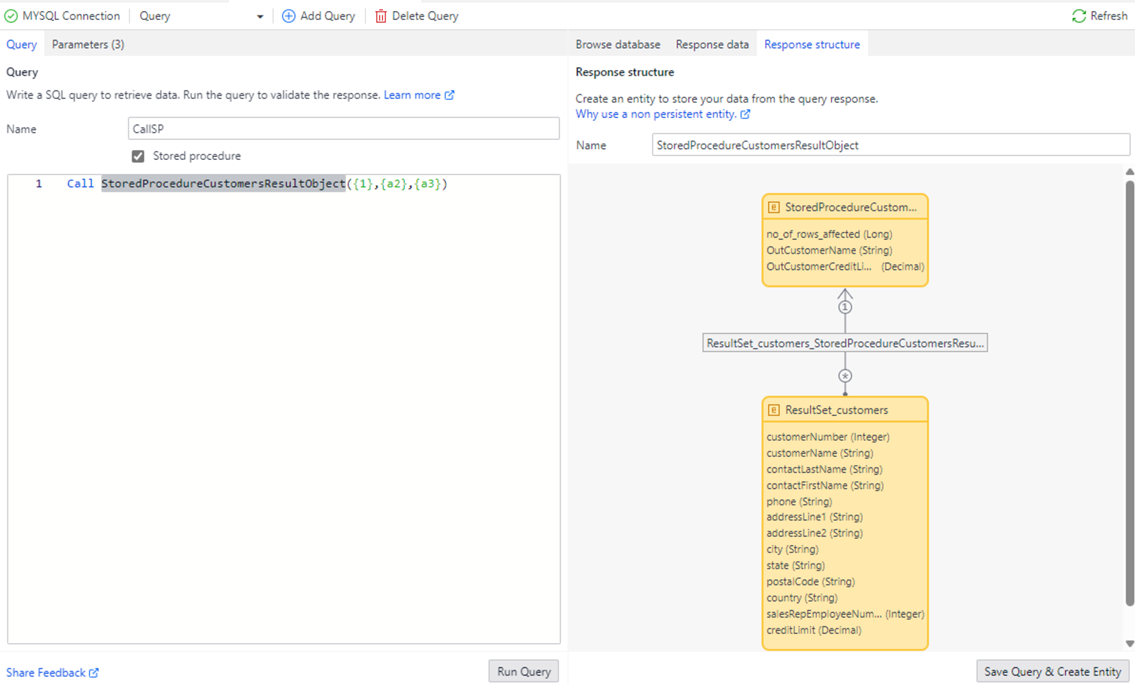 MYSQL Connection Query Add Query Delete Query Refresh
Query Parameters (3)
Query
Write a SQL query to retrieve data. Run the query to validate the response. Learn more
Name CallSP
Stored procedure
1 Call StoredProcedureCustomersResultObject({1},{a2},{a3})
Share Feedback Run Query
Browse database Response data Response structure
Response structure
Create an entity to store your data from the query response.
Why use a non persistent entity.
Name StoredProcedureCustomersResultObject
StoredProcedureCustom...
no_of_rows_affected (Long)
OutCustomerName (String)
OutCustomerCreditLi... (Decimal)
1
ResultSet_customers_StoredProcedureCustomersResu...
*
ResultSet_customers
customerNumber (Integer)
customerName (String)
contactLastName (String)
contactFirstName (String)
phone (String)
addressLine1 (String)
addressLine2 (String)
city (String)
state (String)
postalCode (String)
country (String)
salesRepEmployeeNum... (Integer)
creditLimit (Decimal)
Save Query & Create Entity